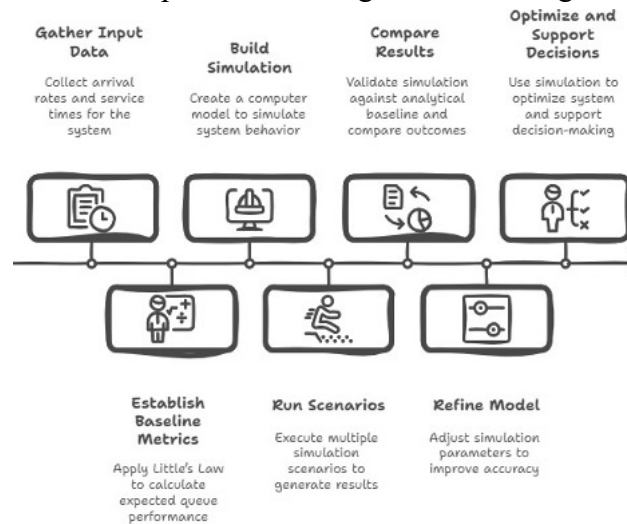 Gather Input
Data
Collect arrival
rates and service
times for the
system
Build
Simulation
Create a computer
model to simulate
system behavior
Compare
Results
Validate simulation
against analytical
baseline and
compare outcomes
Optimize and
Support
Decisions
Use simulation to
optimize system
and support
decision-making
Establish
Baseline
Metrics
Apply Little's Law
to calculate
expected queue
performance
Run Scenarios
Execute multiple
simulation
scenarios to
generate results
Refine Model
Adjust simulation
parameters to
improve accuracy